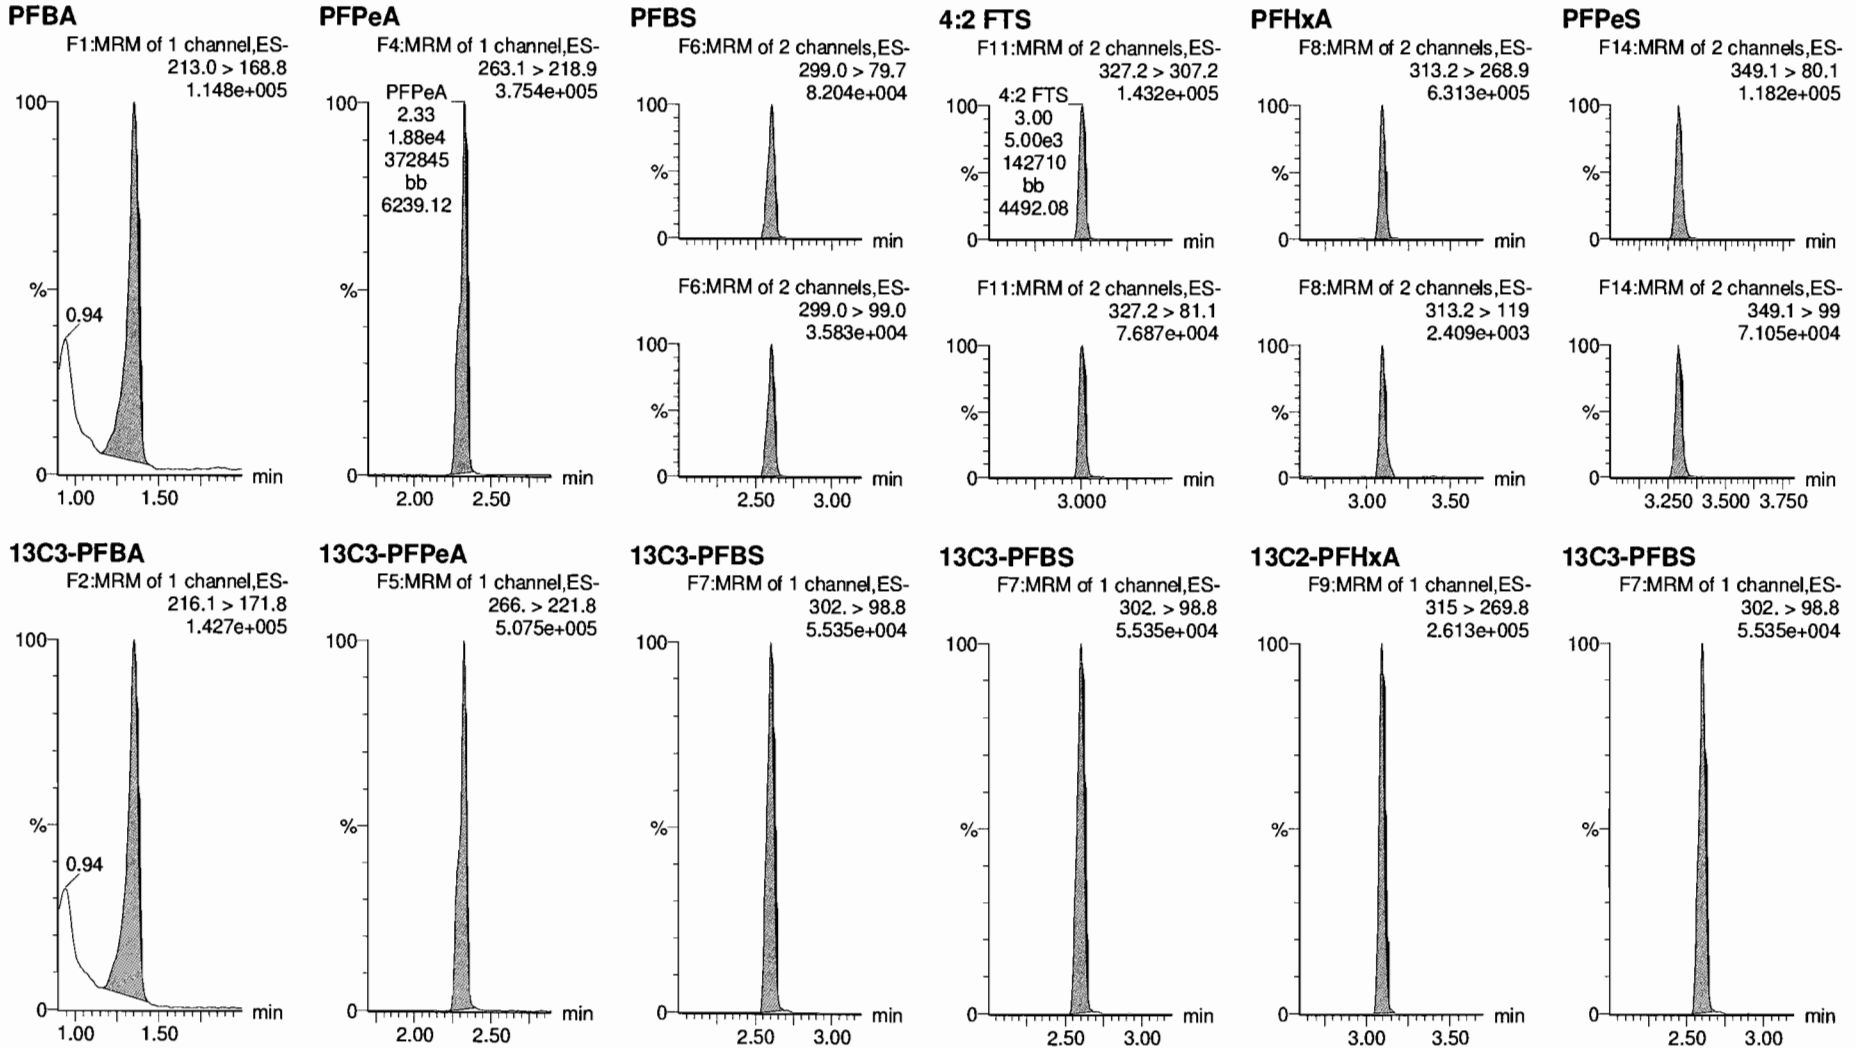 PFBA
F1:MRM of 1 channel,ES-
213.0 > 168.8
1.148e+005
100
%
0.94
0
min
1.00 1.50
PFPeA
F4:MRM of 1 channel,ES-
263.1 > 218.9
3.754e+005
100
PFPeA
2.33
1.88e4
372845
bb
6239.12
%
0
min
2.00 2.50
PFBS
F6:MRM of 2 channels,ES-
299.0 > 79.7
8.204e+004
100
%
0
min
F6:MRM of 2 channels,ES-
299.0 > 99.0
3.583e+004
100
%
0
min
2.50 3.00
4:2 FTS
F11:MRM of 2 channels,ES-
327.2 > 307.2
1.432e+005
100
4:2 FTS
3.00
5.00e3
142710
bb
4492.08
%
0
min
F11:MRM of 2 channels,ES-
327.2 > 81.1
7.687e+004
100
%
0
min
3.000
PFHxA
F8:MRM of 2 channels,ES-
313.2 > 268.9
6.313e+005
100
%
0
min
F8:MRM of 2 channels,ES-
313.2 > 119
2.409e+003
100
%
0
min
3.00 3.50
PFPeS
F14:MRM of 2 channels,ES-
349.1 > 80.1
1.182e+005
100
%
0
min
F14:MRM of 2 channels,ES-
349.1 > 99
7.105e+004
100
%
0
min
3.250 3.500 3.750
13C3-PFBA
F2:MRM of 1 channel,ES-
216.1 > 171.8
1.427e+005
100
%
0.94
0
min
1.00 1.50
13C3-PFPeA
F5:MRM of 1 channel,ES-
266. > 221.8
5.075e+005
100
%
0
min
2.00 2.50
13C3-PFBS
F7:MRM of 1 channel,ES-
302. > 98.8
5.535e+004
100
%
0
min
2.50 3.00
13C3-PFBS
F7:MRM of 1 channel,ES-
302. > 98.8
5.535e+004
100
%
0
min
2.50 3.00
13C2-PFHxA
F9:MRM of 1 channel,ES-
315 > 269.8
2.613e+005
100
%
0
min
3.00 3.50
13C3-PFBS
F7:MRM of 1 channel,ES-
302. > 98.8
5.535e+004
100
%
0
min
2.50 3.00